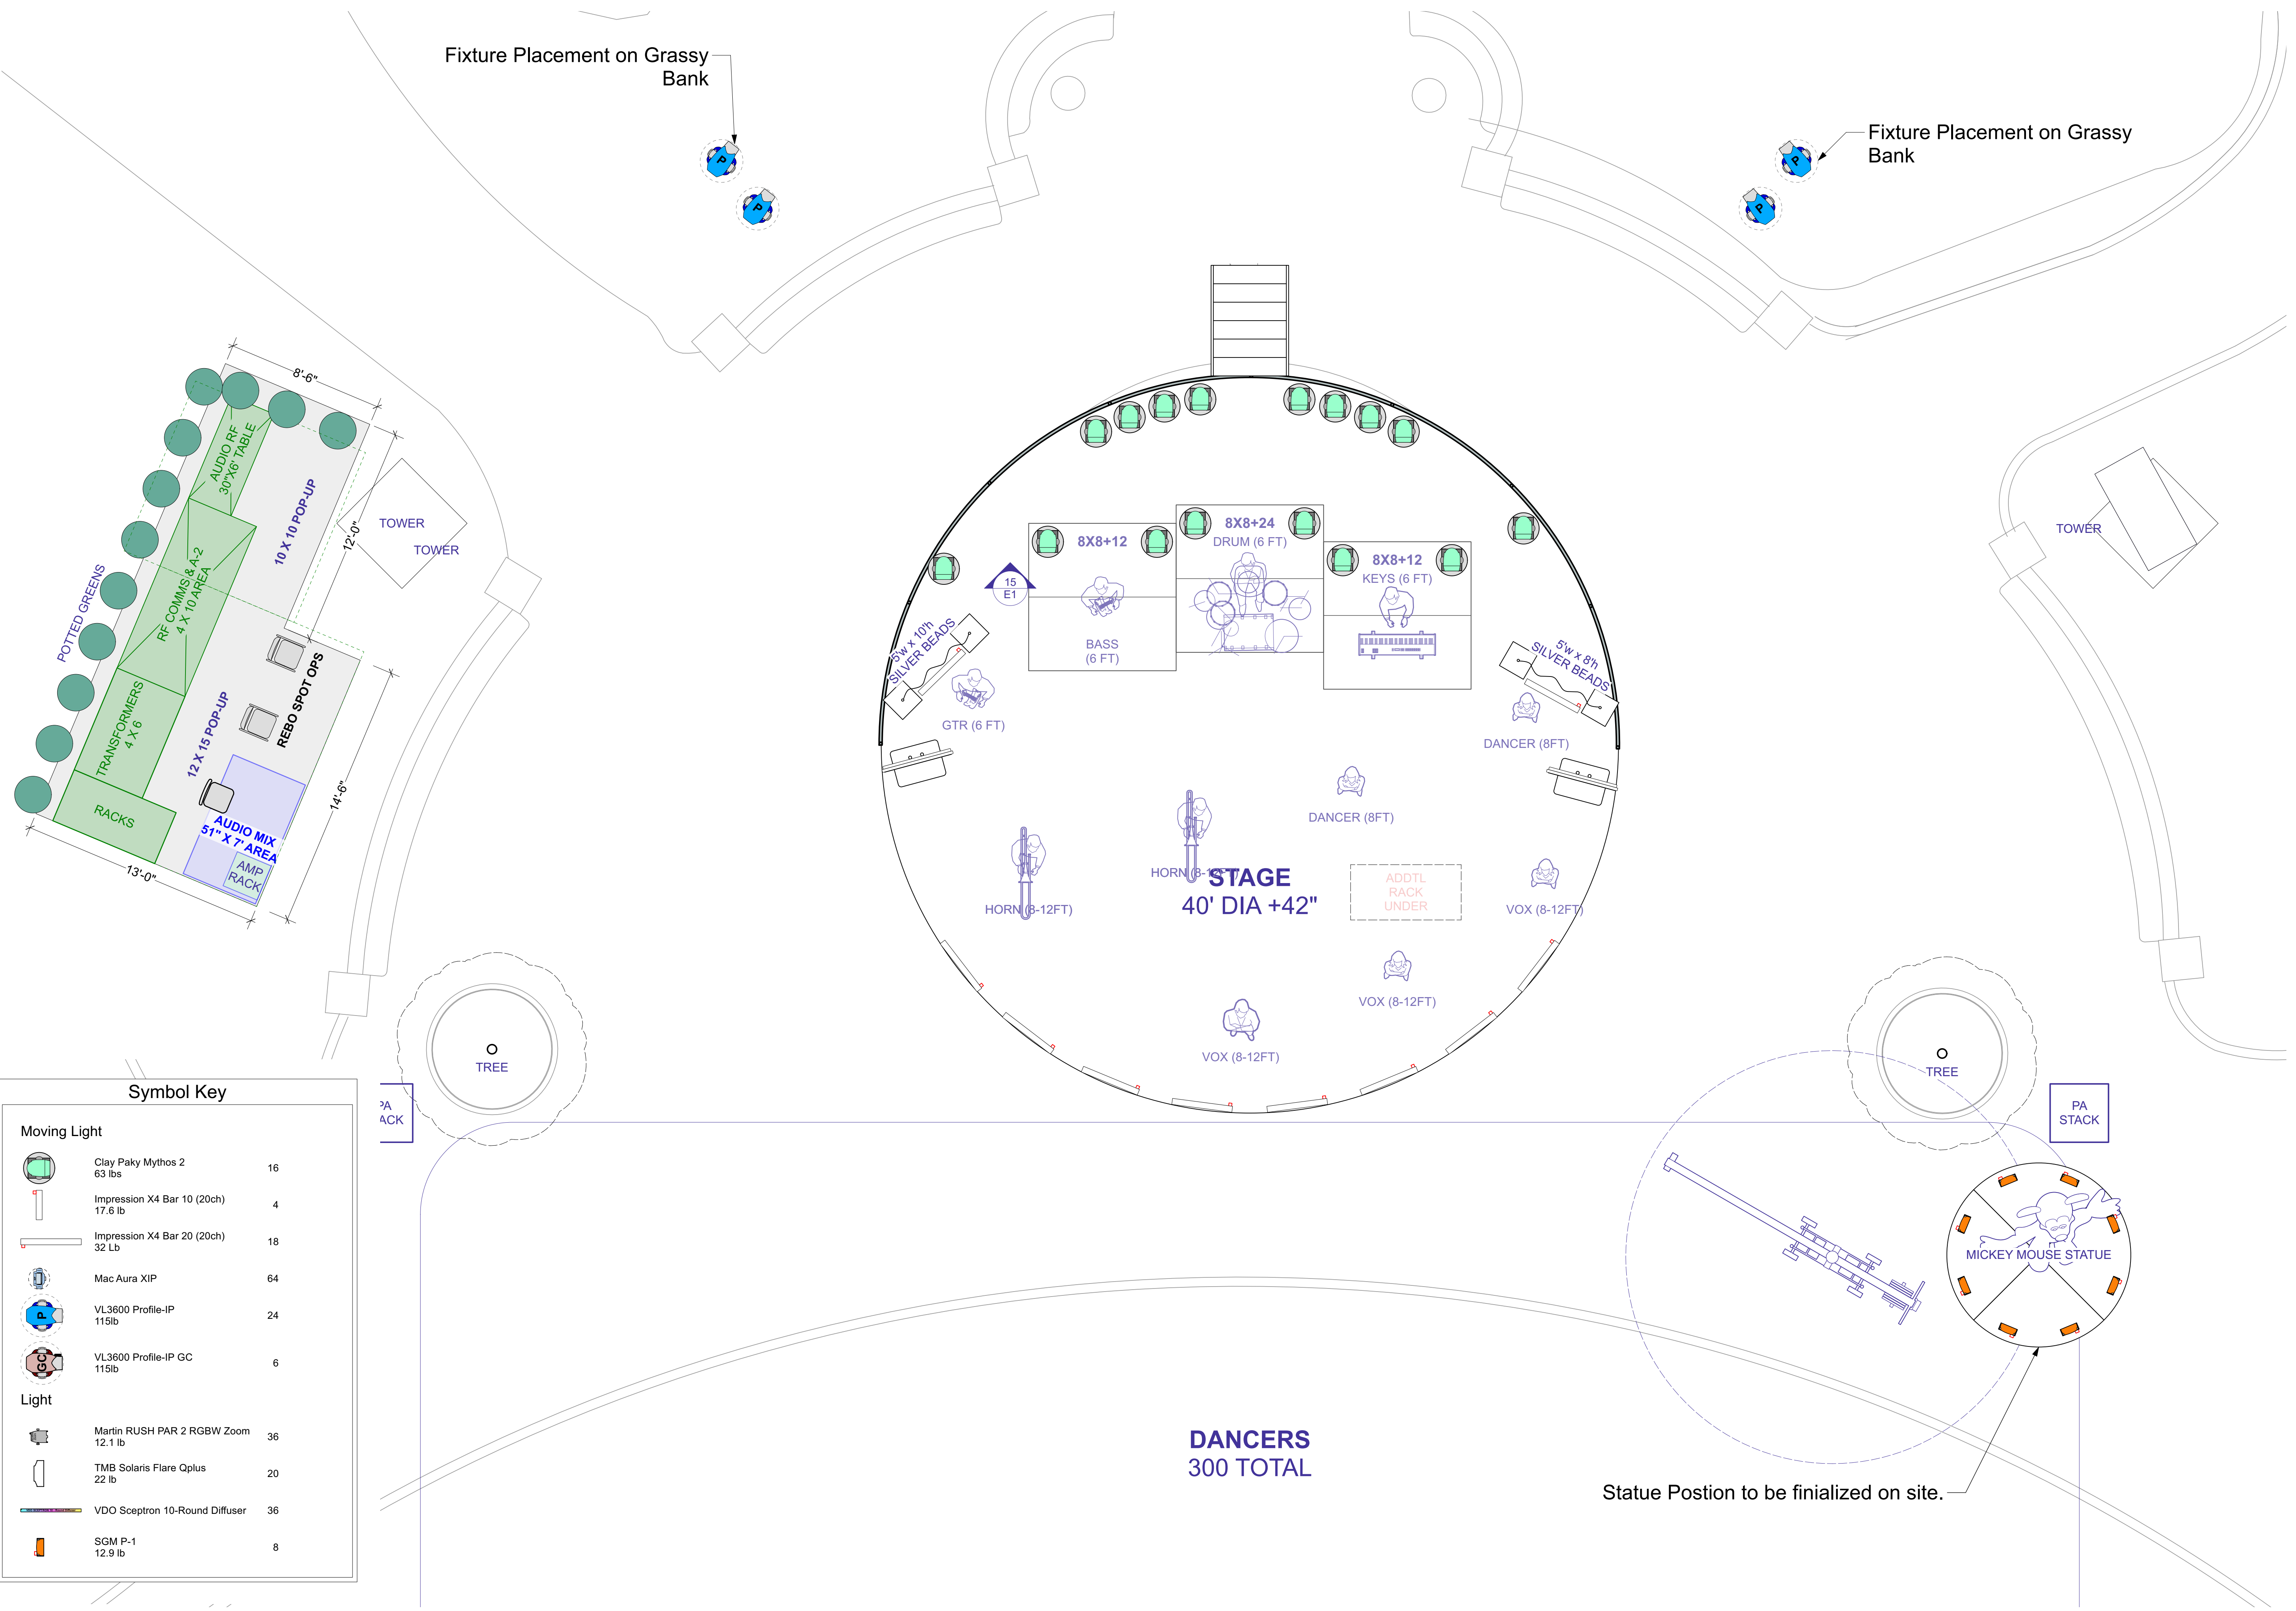 Fixture Placement on Grassy
Bank
Fixture Placement on Grassy
Bank
P
P
P
P
8'-6"
12'-0"
14'-6"
13'-0"
AUDIO RF
30"X6' TABLE
10 X 10 POP-UP
TOWER
TOWER
RF COMMS & A-2
4 X 10 AREA
POTTED GREENS
TRANSFORMERS
4 X 6
12 X 15 POP-UP
REBO SPOT OPS
RACKS
AUDIO MIX
51" X 7' AREA
AMP
RACK
8X8+12
8X8+24
DRUM (6 FT)
8X8+12
KEYS (6 FT)
15
E1
BASS
(6 FT)
5'w x 10'h
SILVER BEADS
5'w x 8'h
SILVER BEADS
GTR (6 FT)
DANCER (8FT)
DANCER (8FT)
HORN (8-12FT)
HORN (8-12FT)
STAGE
40' DIA +42"
ADDTL
RACK
UNDER
VOX (8-12FT)
VOX (8-12FT)
VOX (8-12FT)
TOWER
TREE
TREE
PA
ACK
PA
STACK
MICKEY MOUSE STATUE
DANCERS
300 TOTAL
Statue Postion to be finialized on site.
Symbol Key
Moving Light
Clay Paky Mythos 2 16
63 lbs
Impression X4 Bar 10 (20ch) 4
17.6 lb
Impression X4 Bar 20 (20ch) 18
32 Lb
Mac Aura XIP 64
P VL3600 Profile-IP 24
115lb
GC VL3600 Profile-IP GC 6
115lb
Light
Martin RUSH PAR 2 RGBW Zoom 36
12.1 lb
TMB Solaris Flare Qplus 20
22 lb
VDO Sceptron 10-Round Diffuser 36
SGM P-1 8
12.9 lb